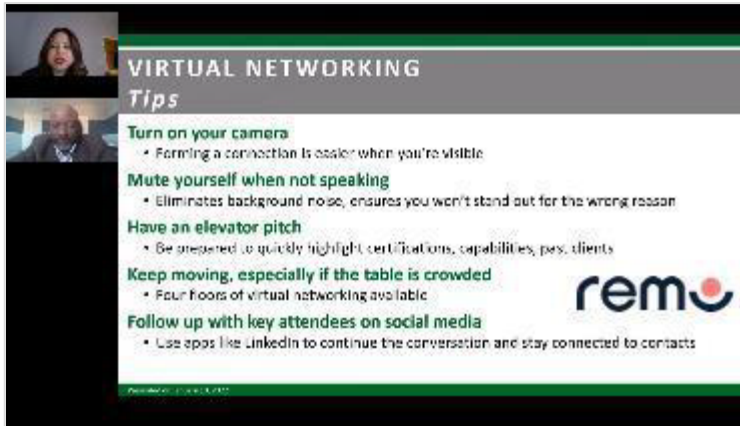 VIRTUAL NETWORKING
Tips
Turn on your camera
• Forming a connection is easier when you're visible
Mute yourself when not speaking
• Eliminates background noise, ensures you won't stand out for the wrong reason
Have an elevator pitch
• Be prepared to quickly highlight certifications, capabilities, past clients
Keep moving, especially if the table is crowded
• Four floors of virtual networking available
remo
Follow up with key attendees on social media
• Use apps like LinkedIn to continue the conversation and stay connected to contacts